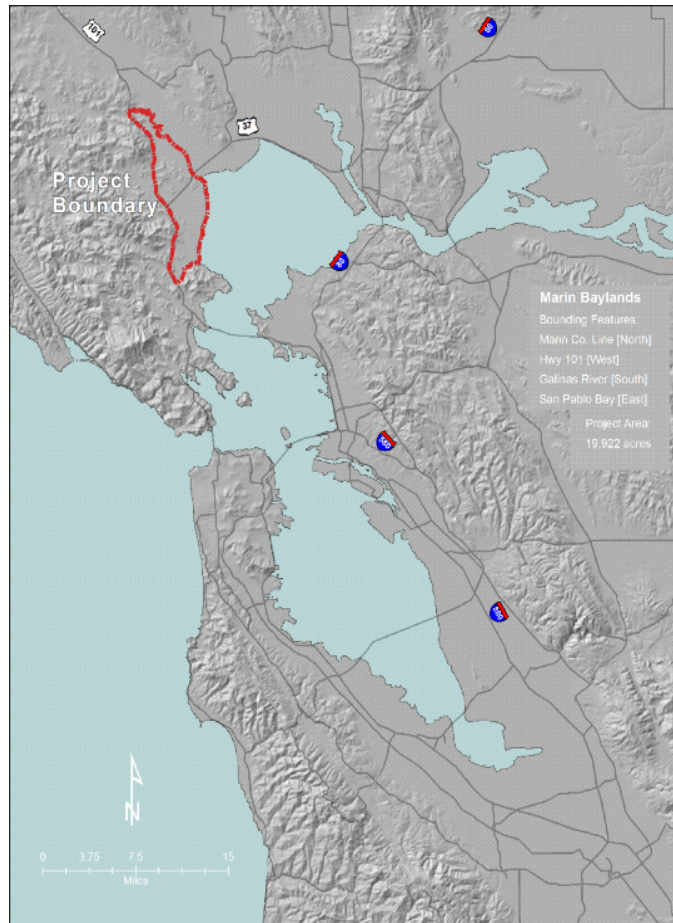 101
80
37
Project
Boundary
80
Marin Baylands
Bounding Features:
Marin Co. Line [North]
Hwy 101 [West]
Galinas River [South]
San Pablo Bay [East]
Project Area:
19,922 acres
580
880
N
0 3.75 7.5 15
Miles